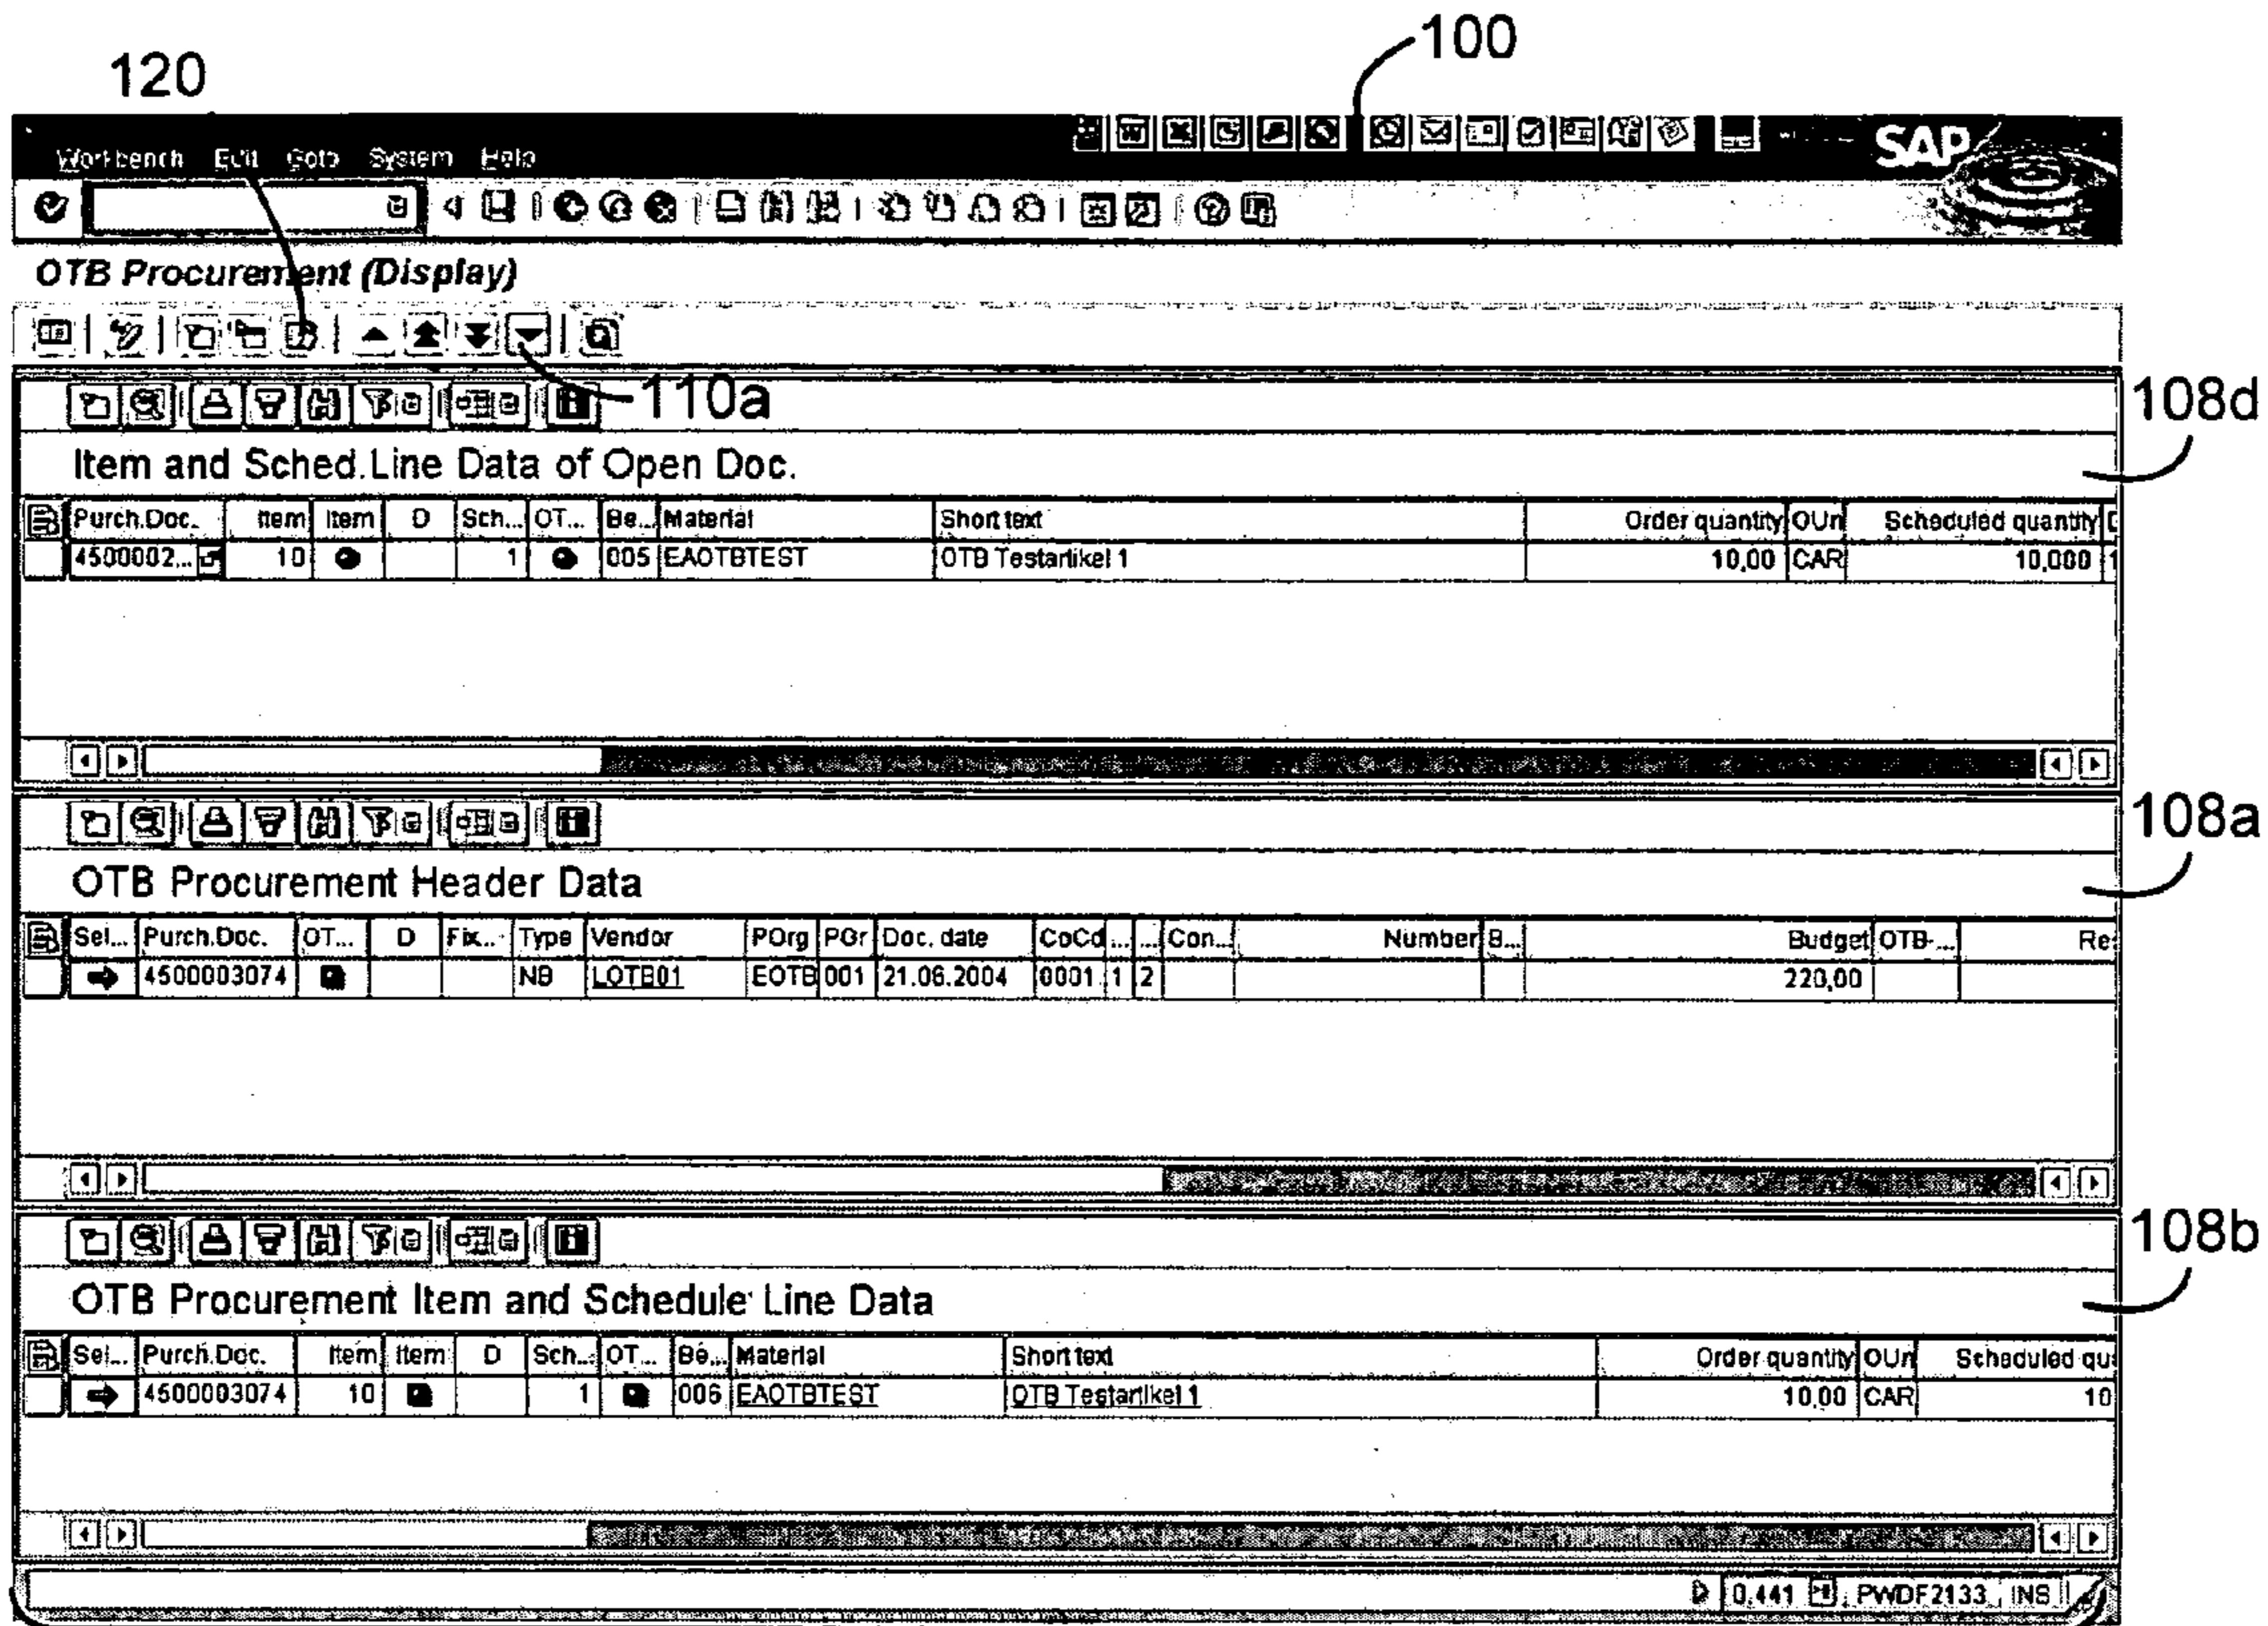 100
120
Workbench Edit Goto System Help
SAP
OTB Procurement (Display)
110a
108d
Item and Sched.Line Data of Open Doc.
Purch.Doc. Item Item D Sch... OT... Be... Material Short text Order quantity OUn Scheduled quantity
4500002... 10 1 005 EAOTBTEST OTB Testartikel 1 10,00 CAR 10,000 1
108a
OTB Procurement Header Data
Sel... Purch.Doc. OT... D Fix... Type Vendor POrg PGr Doc. date CoCd ... ... Con... Number B... Budget OTB-... Re
4500003074 NB LOTB01 EOTB 001 21.06.2004 0001 1 2 220,00
108b
OTB Procurement Item and Schedule Line Data
Sel... Purch.Doc. Item Item D Sch... OT... Be... Material Short text Order quantity OUn Scheduled qu
4500003074 10 1 006 EAOTBTEST OTB Testartikel 1 10,00 CAR 10
0,441 PWDF2133 INS